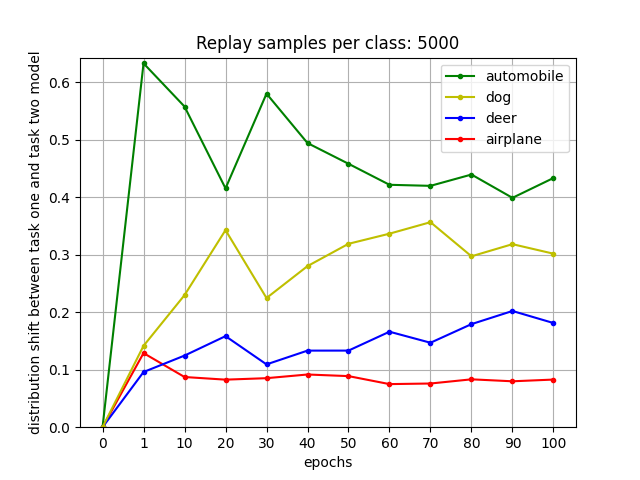 Replay samples per class: 5000
distribution shift between task one and task two model
0.6
0.5
0.4
0.3
0.2
0.1
0.0
automobile
dog
deer
airplane
0 1 10 20 30 40 50 60 70 80 90 100
epochs